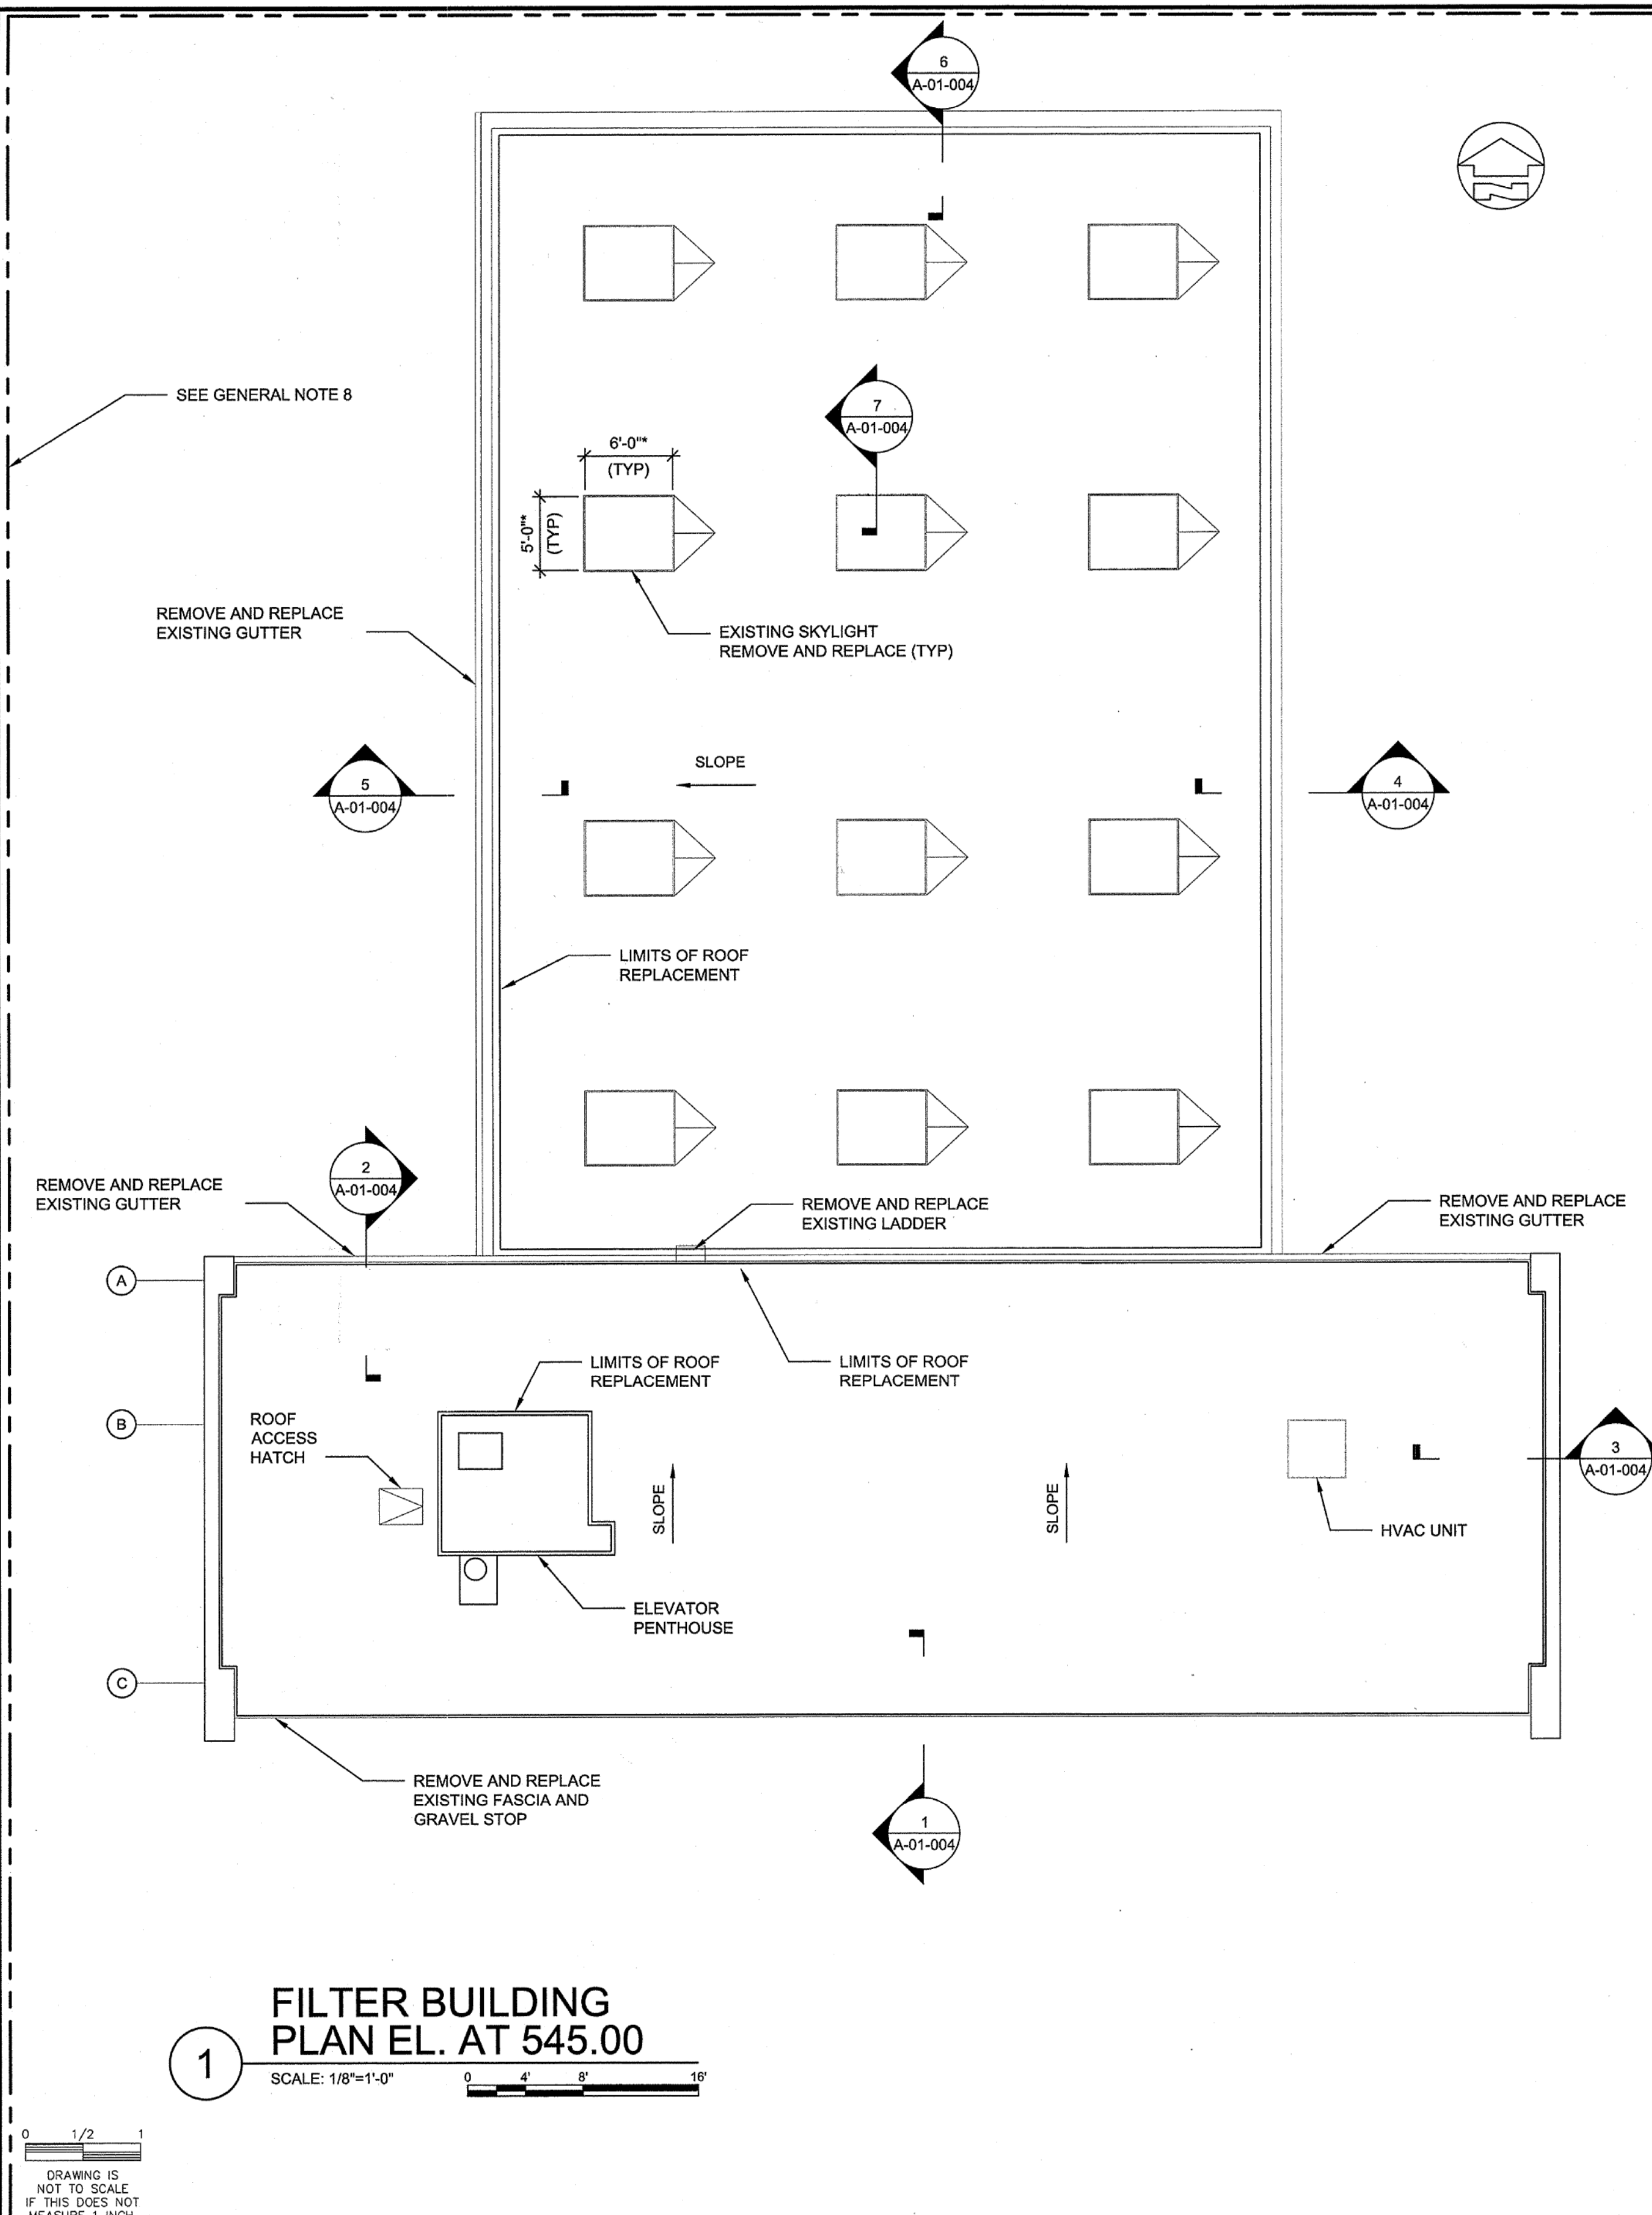 6
A-01-004
SEE GENERAL NOTE 8
7
A-01-004
6'-0"*
(TYP)
5'-0"*
(TYP)
REMOVE AND REPLACE
EXISTING GUTTER
EXISTING SKYLIGHT
REMOVE AND REPLACE (TYP)
SLOPE
5
A-01-004
4
A-01-004
LIMITS OF ROOF
REPLACEMENT
2
A-01-004
REMOVE AND REPLACE
EXISTING GUTTER
REMOVE AND REPLACE
EXISTING LADDER
REMOVE AND REPLACE
EXISTING GUTTER
A
LIMITS OF ROOF
REPLACEMENT
LIMITS OF ROOF
REPLACEMENT
B
ROOF
ACCESS
HATCH
3
A-01-004
SLOPE
SLOPE
HVAC UNIT
ELEVATOR
PENTHOUSE
C
REMOVE AND REPLACE
EXISTING FASCIA AND
GRAVEL STOP
1
A-01-004
FILTER BUILDING
PLAN EL. AT 545.00
1
SCALE: 1/8"=1'-0"
0 4' 8' 16'
0 1/2 1
DRAWING IS
NOT TO SCALE
IF THIS DOES NOT
MEASURE 1 INCH